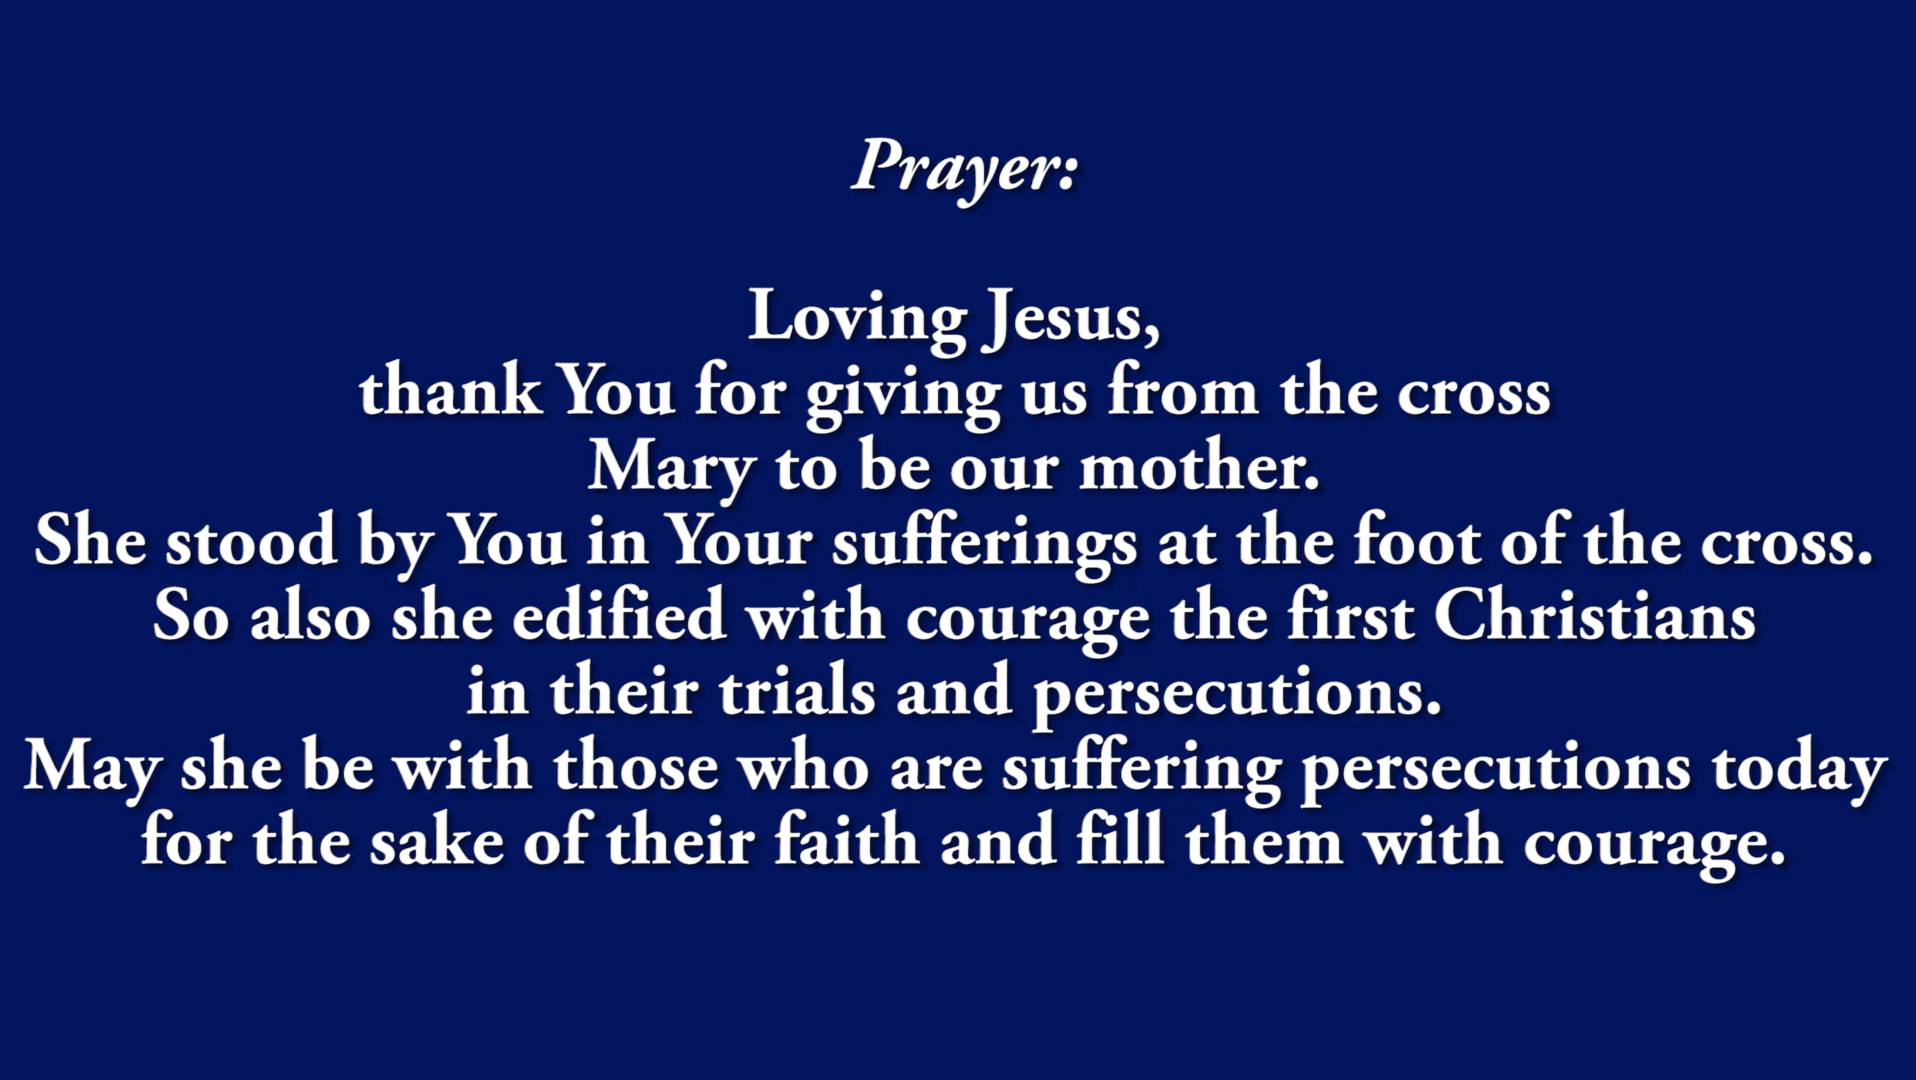 Prayer:
Loving Jesus,
thank You for giving us from the cross
Mary to be our mother.
She stood by You in Your sufferings at the foot of the cross.
So also she edified with courage the first Christians
in their trials and persecutions.
May she be with those who are suffering persecutions today
for the sake of their faith and fill them with courage.